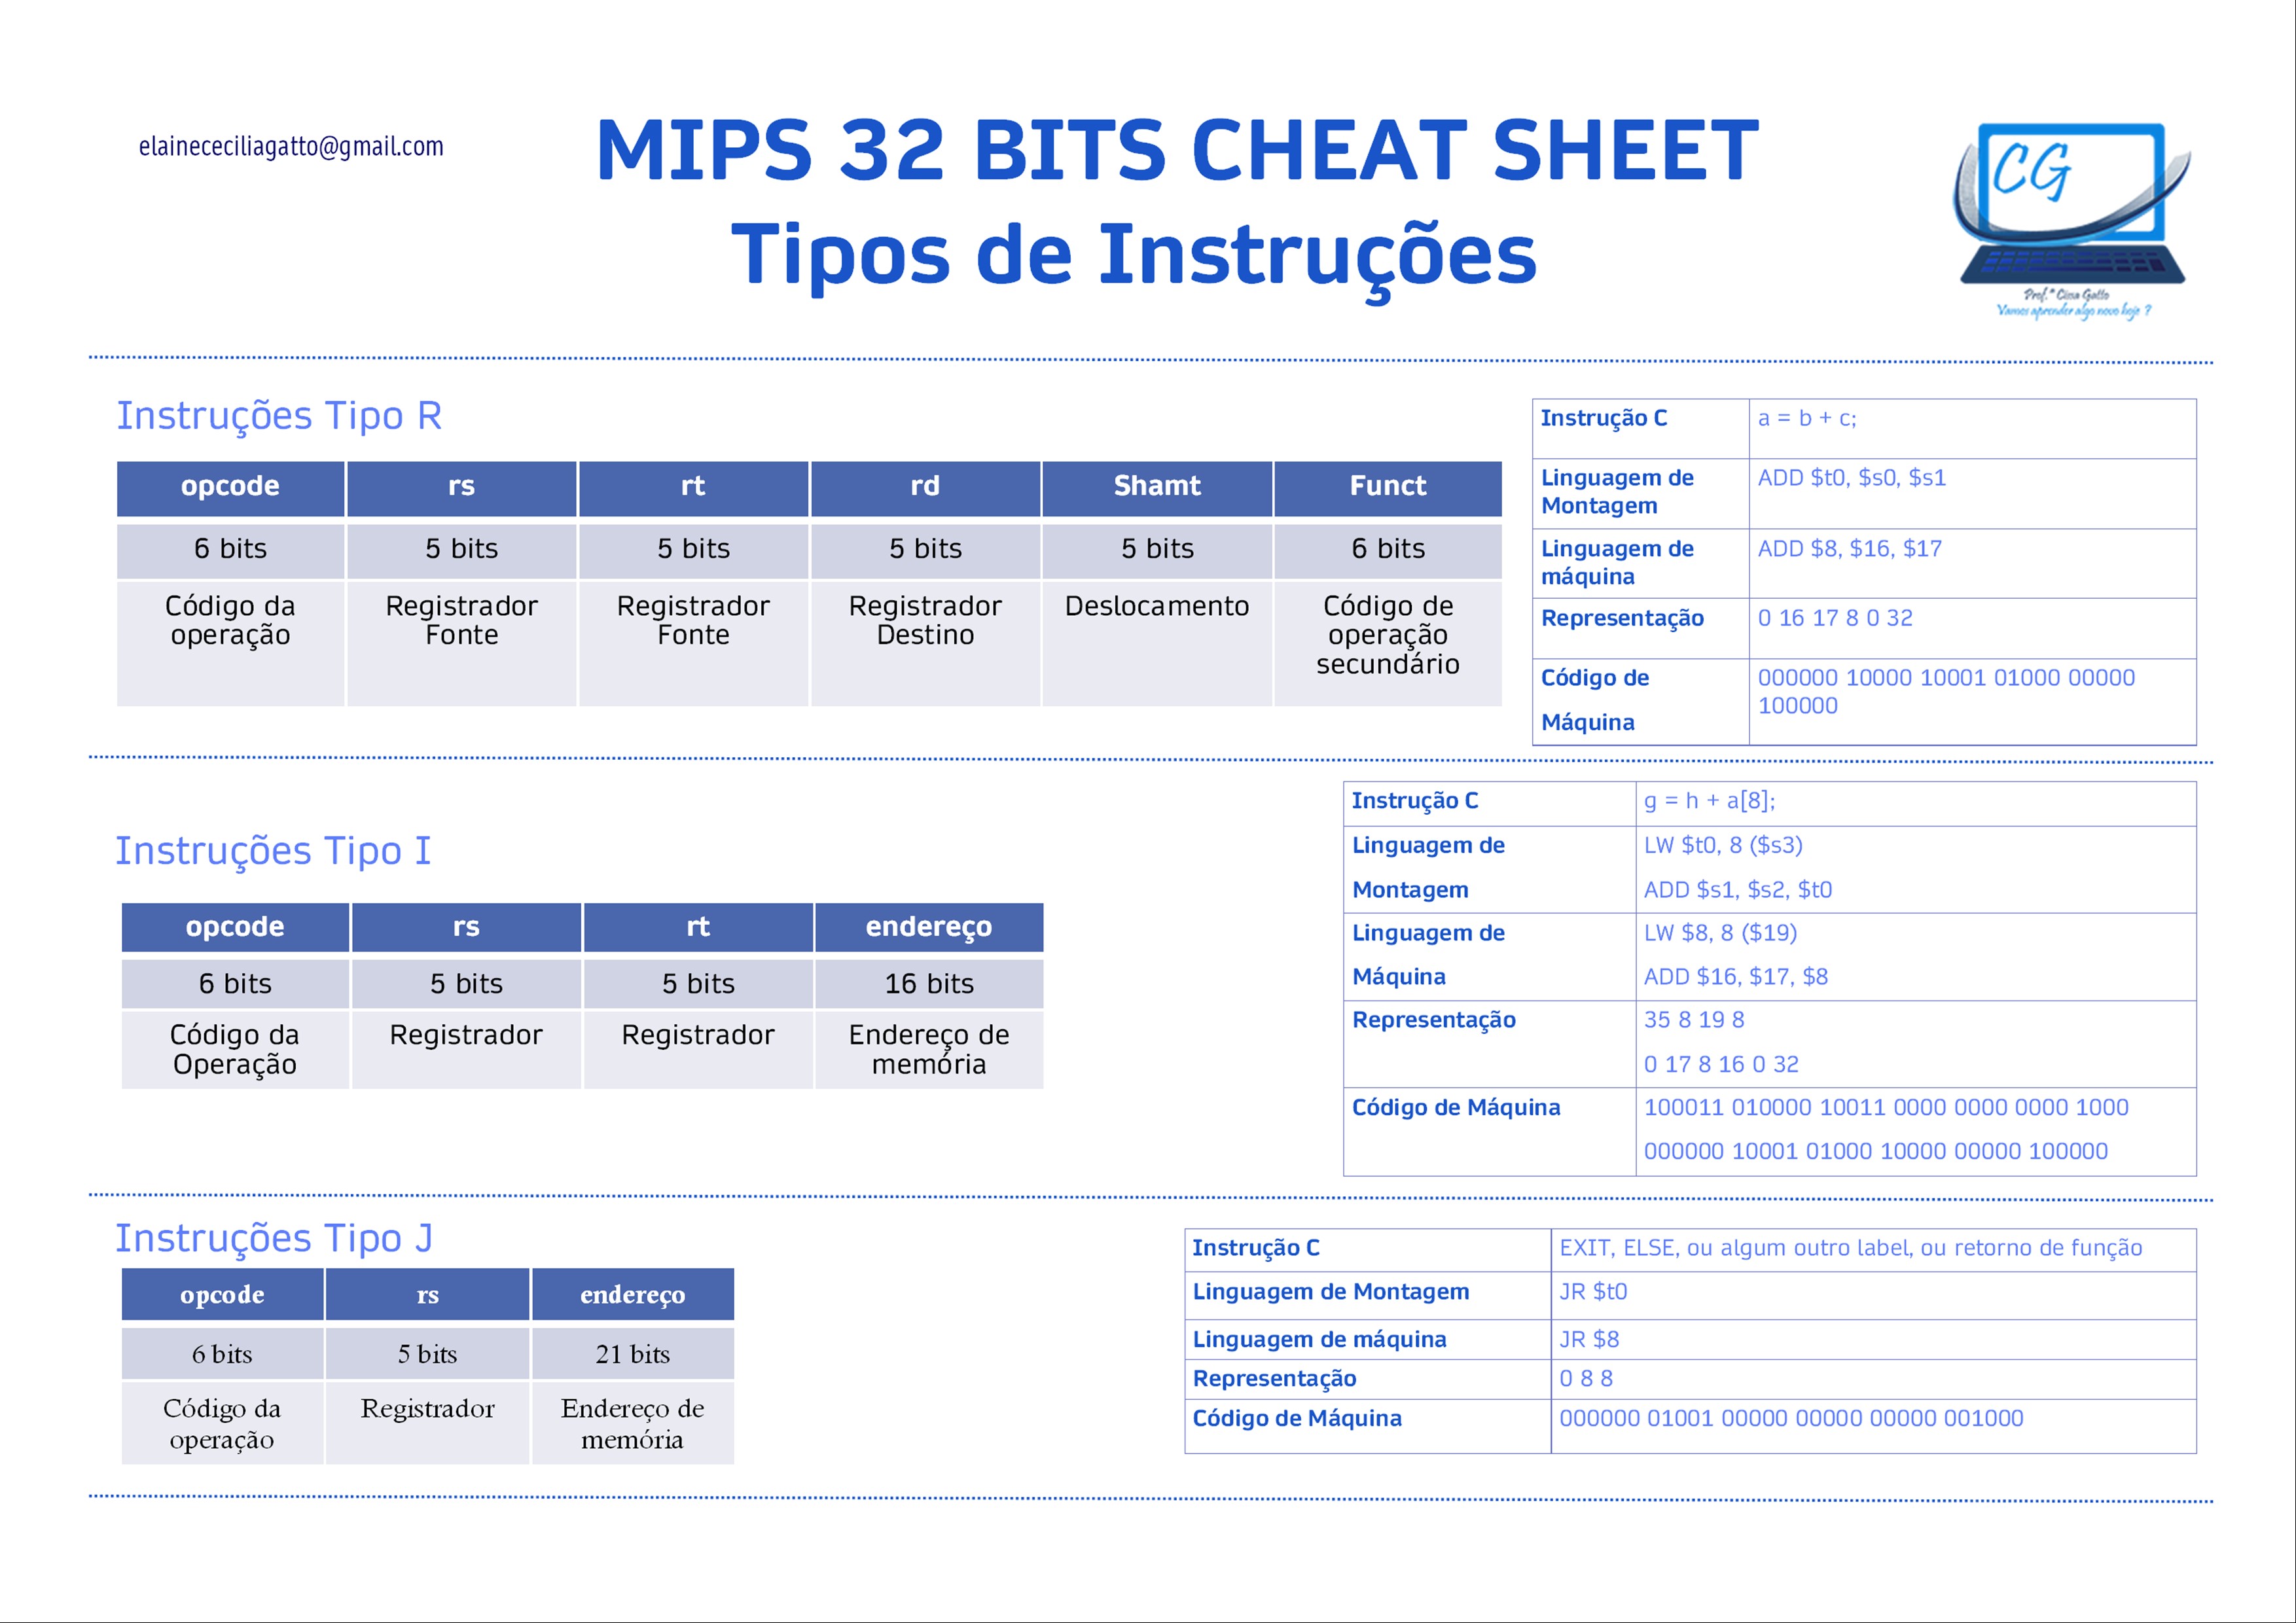 elainececiliagatto@gmail.com
MIPS 32 BITS CHEAT SHEET
Tipos de Instruções
CG
Prof.ª Cissa Gatto
Vamos aprender algo novo hoje ?
Instruções Tipo R
opcode rs rt rd Shamt Funct
6 bits 5 bits 5 bits 5 bits 5 bits 6 bits
Código da Registrador Registrador Registrador Deslocamento Código de
operação Fonte Fonte Destino operação
secundário
Instrução C a = b + c;
Linguagem de ADD $t0, $s0, $s1
Montagem
Linguagem de ADD $8, $16, $17
máquina
Representação 0 16 17 8 0 32
Código de 000000 10000 10001 01000 00000
100000
Máquina
Instruções Tipo I
opcode rs rt endereço
6 bits 5 bits 5 bits 16 bits
Código da Registrador Registrador Endereço de
Operação memória
Instrução C g = h + a[8];
Linguagem de LW $t0, 8 ($s3)
Montagem ADD $s1, $s2, $t0
Linguagem de LW $8, 8 ($19)
Máquina ADD $16, $17, $8
Representação 35 8 19 8
0 17 8 16 0 32
Código de Máquina 100011 010000 10011 0000 0000 0000 1000
000000 10001 01000 10000 00000 100000
Instruções Tipo J
opcode rs endereço
6 bits 5 bits 21 bits
Código da Registrador Endereço de
operação memória
Instrução C EXIT, ELSE, ou algum outro label, ou retorno de função
Linguagem de Montagem JR $t0
Linguagem de máquina JR $8
Representação 0 8 8
Código de Máquina 000000 01001 00000 00000 00000 001000